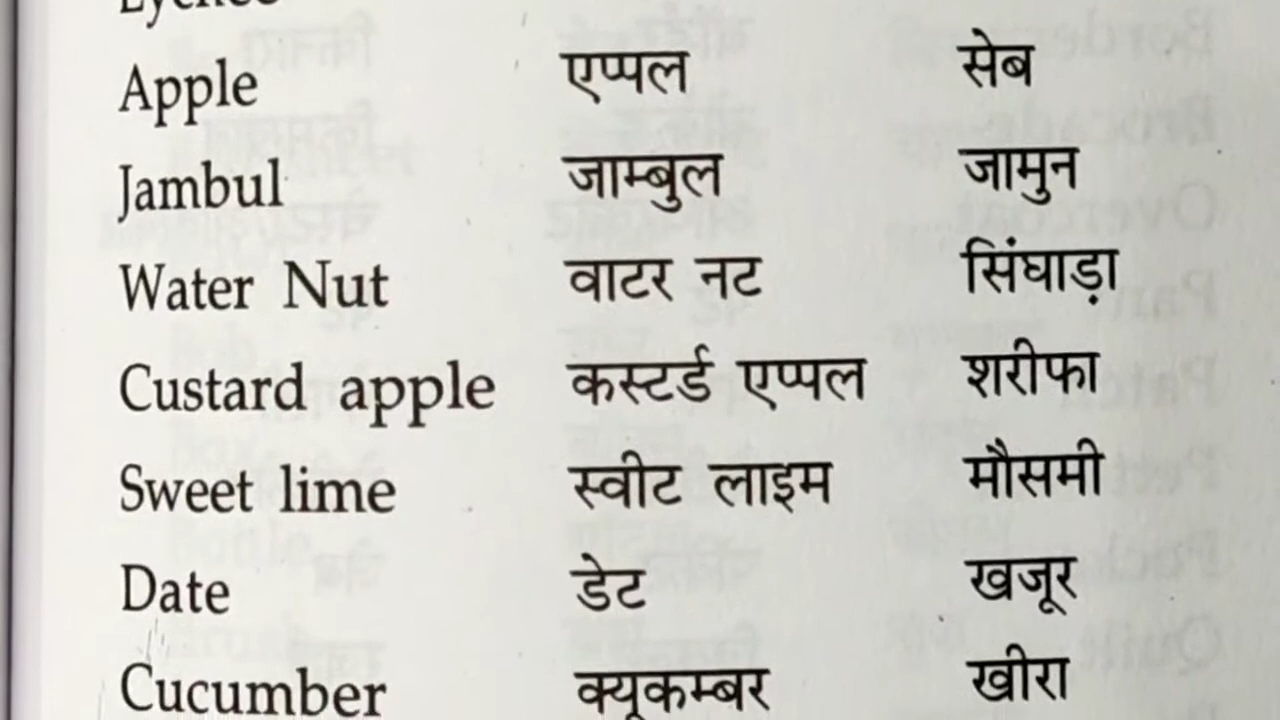 Apple एप्पल सेब
Jambul जाम्बुल जामुन
Water Nut वाटर नट सिंघाड़ा
Custard apple कस्टर्ड एप्पल शरीफा
Sweet lime स्वीट लाइम मौसमी
Date डेट खजूर
Cucumber क्यूकम्बर खीरा